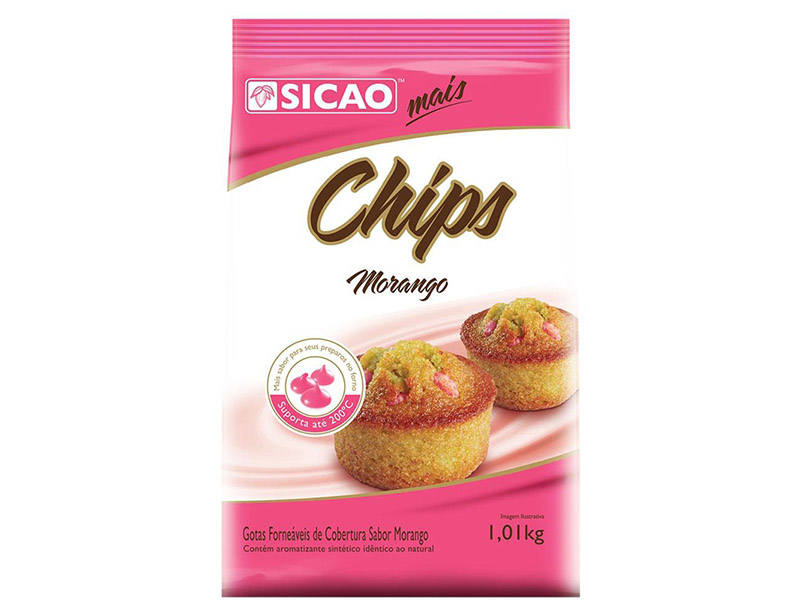 SICAO™
mais
Chips
Morango
Mais sabor para seus preparos no forno
Suporta até 200°C
Imagem Ilustrativa
Gotas Forneáveis de Cobertura Sabor Morango
1,01kg
Contém aromatizante sintético idêntico ao natural